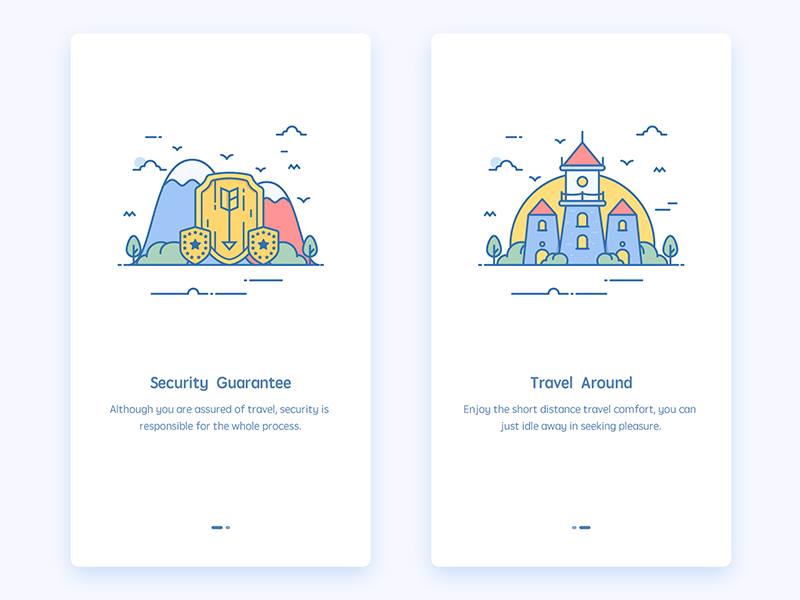 Security Guarantee
Although you are assured of travel, security is
responsible for the whole process.
Travel Around
Enjoy the short distance travel comfort, you can
just idle away in seeking pleasure.